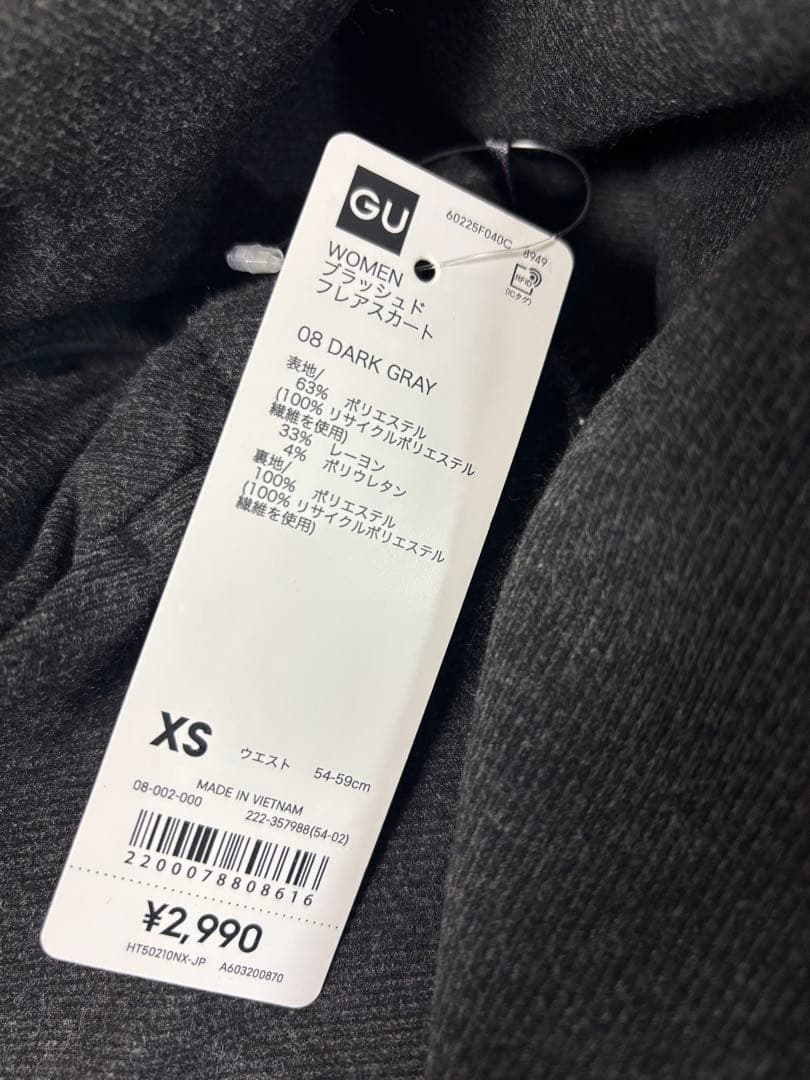 GU
60225F040C 8949
RFID
(ICタグ)
WOMEN
ブラッシュド
フレアスカート
08 DARK GRAY
表地/
63% ポリエステル
(100% リサイクルポリエステル
繊維を使用)
33% レーヨン
4% ポリウレタン
裏地/
100% ポリエステル
(100% リサイクルポリエステル
繊維を使用)
XS ウエスト 54-59cm
MADE IN VIETNAM
08-002-000 222-357988(54-02)
2200078808616
¥2,990
HT50210NX-JP A603200870